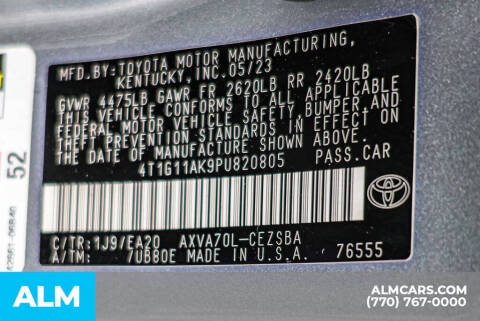 MFD.BY:TOYOTA MOTOR MANUFACTURING,
KENTUCKY,INC.05/23
GVWR 4475LB GAWR FR 2620LB RR 2420LB
THIS VEHICLE CONFORMS TO ALL APPLICABLE
FEDERAL MOTOR VEHICLE SAFETY,BUMPER,AND
THEFT PREVENTION STANDARDS IN EFFECT ON
THE DATE OF MANUFACTURE SHOWN ABOVE.
4T1G11AK9PU820805 PASS.CAR
C/TR:1J9/EA20 AXVA70L-CEZSBA
A/TM: 7UB80E MADE IN U.S.A. 76555
TOYOTA
52
ALM
ALMCARS.COM
(770) 767-0000